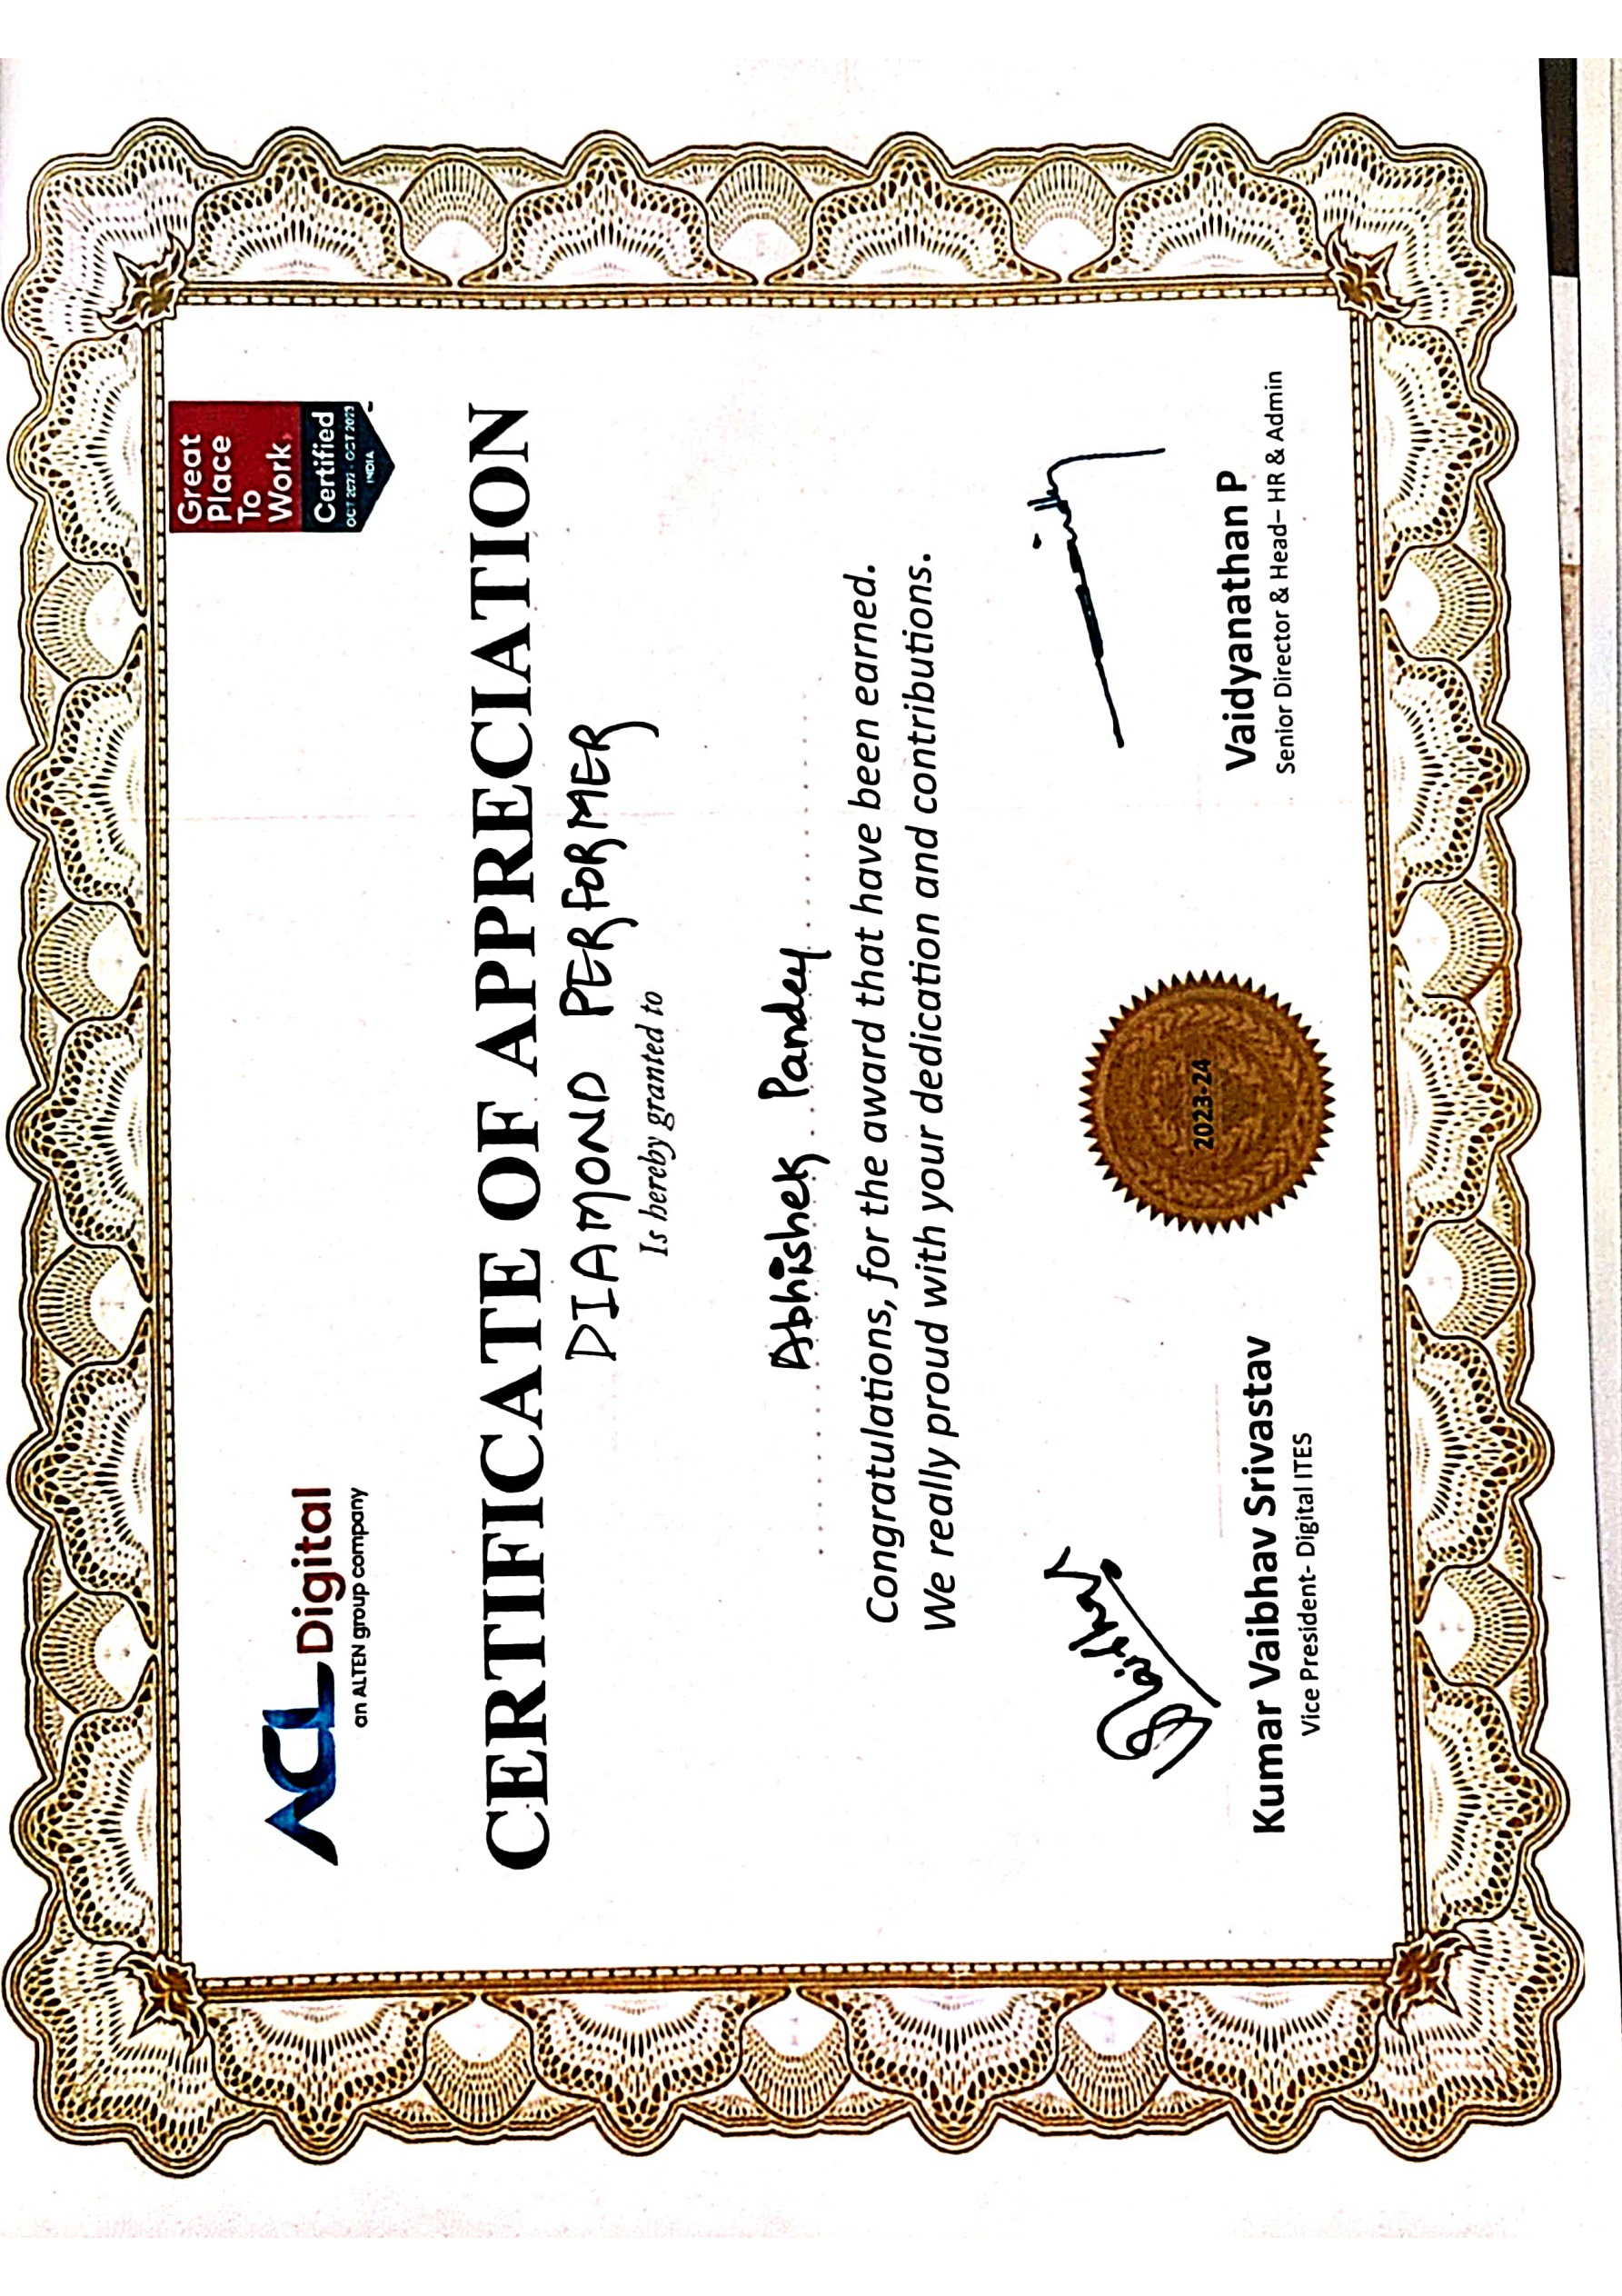 Great
Place
To
Work.
Certified
OCT 2022 - OCT 2023
INDIA
ACL Digital
an ALTEN group company
CERTIFICATE OF APPRECIATION
DIAMOND PERFORMER
Is hereby granted to
Abhishek Pandey
Congratulations, for the award that have been earned.
We really proud with your dedication and contributions.
Vaibhav
2023-24
Kumar Vaibhav Srivastav
Vice President- Digital ITES
Vaidyanathan P
Senior Director & Head– HR & Admin